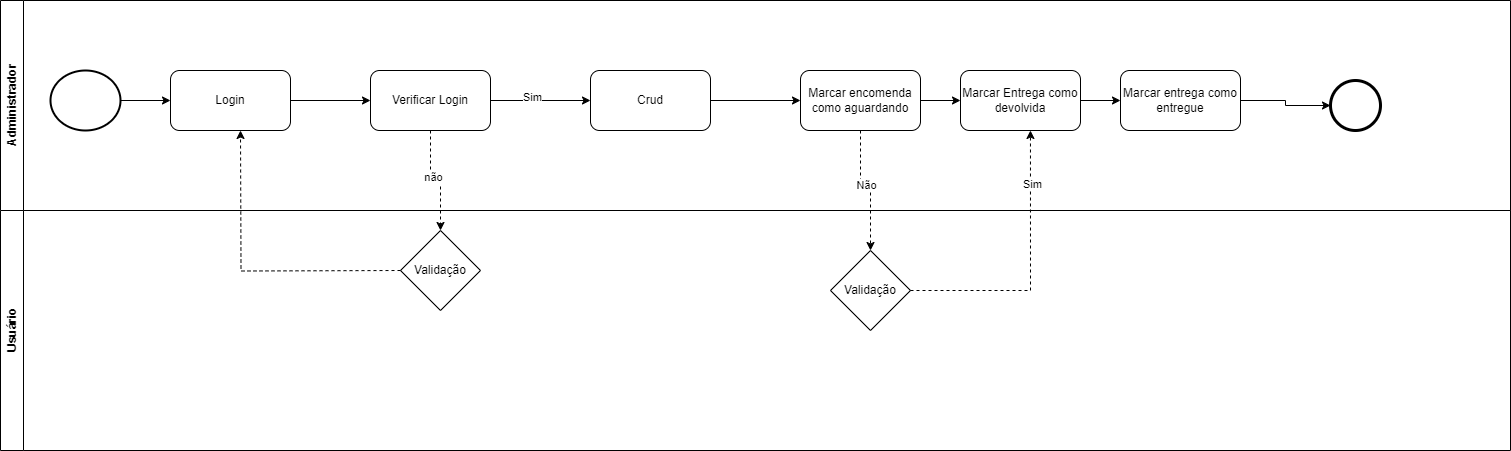 Administrador
Login
Verificar Login
Sim
Crud
Marcar encomenda
como aguardando
Marcar Entrega como
devolvida
Marcar entrega como
entregue
não
Não
Sim
Usuário
Validação
Validação